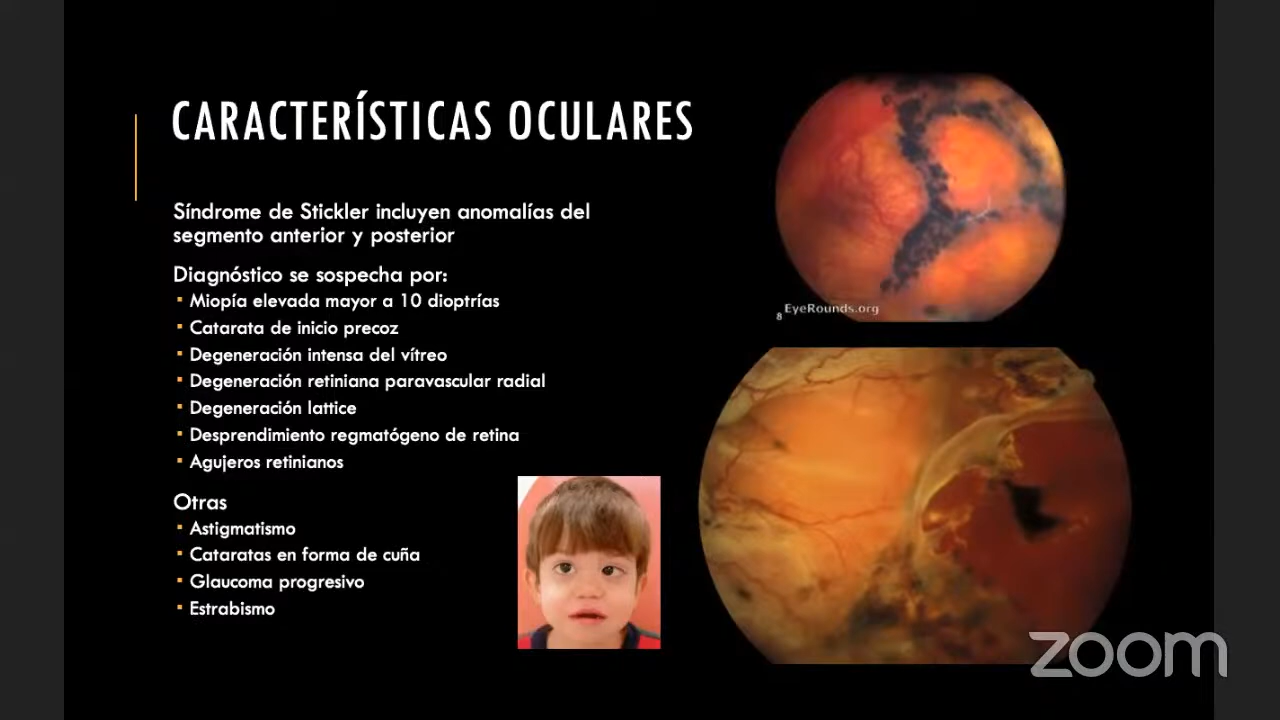 CARACTERÍSTICAS OCULARES
Síndrome de Stickler incluyen anomalías del
segmento anterior y posterior
Diagnóstico se sospecha por:
▪ Miopía elevada mayor a 10 dioptrías
▪ Catarata de inicio precoz
▪ Degeneración intensa del vítreo
▪ Degeneración retiniana paravascular radial
▪ Degeneración lattice
▪ Desprendimiento regmatógeno de retina
▪ Agujeros retinianos
Otras
▪ Astigmatismo
▪ Cataratas en forma de cuña
▪ Glaucoma progresivo
▪ Estrabismo
8 EyeRounds.org
zoom